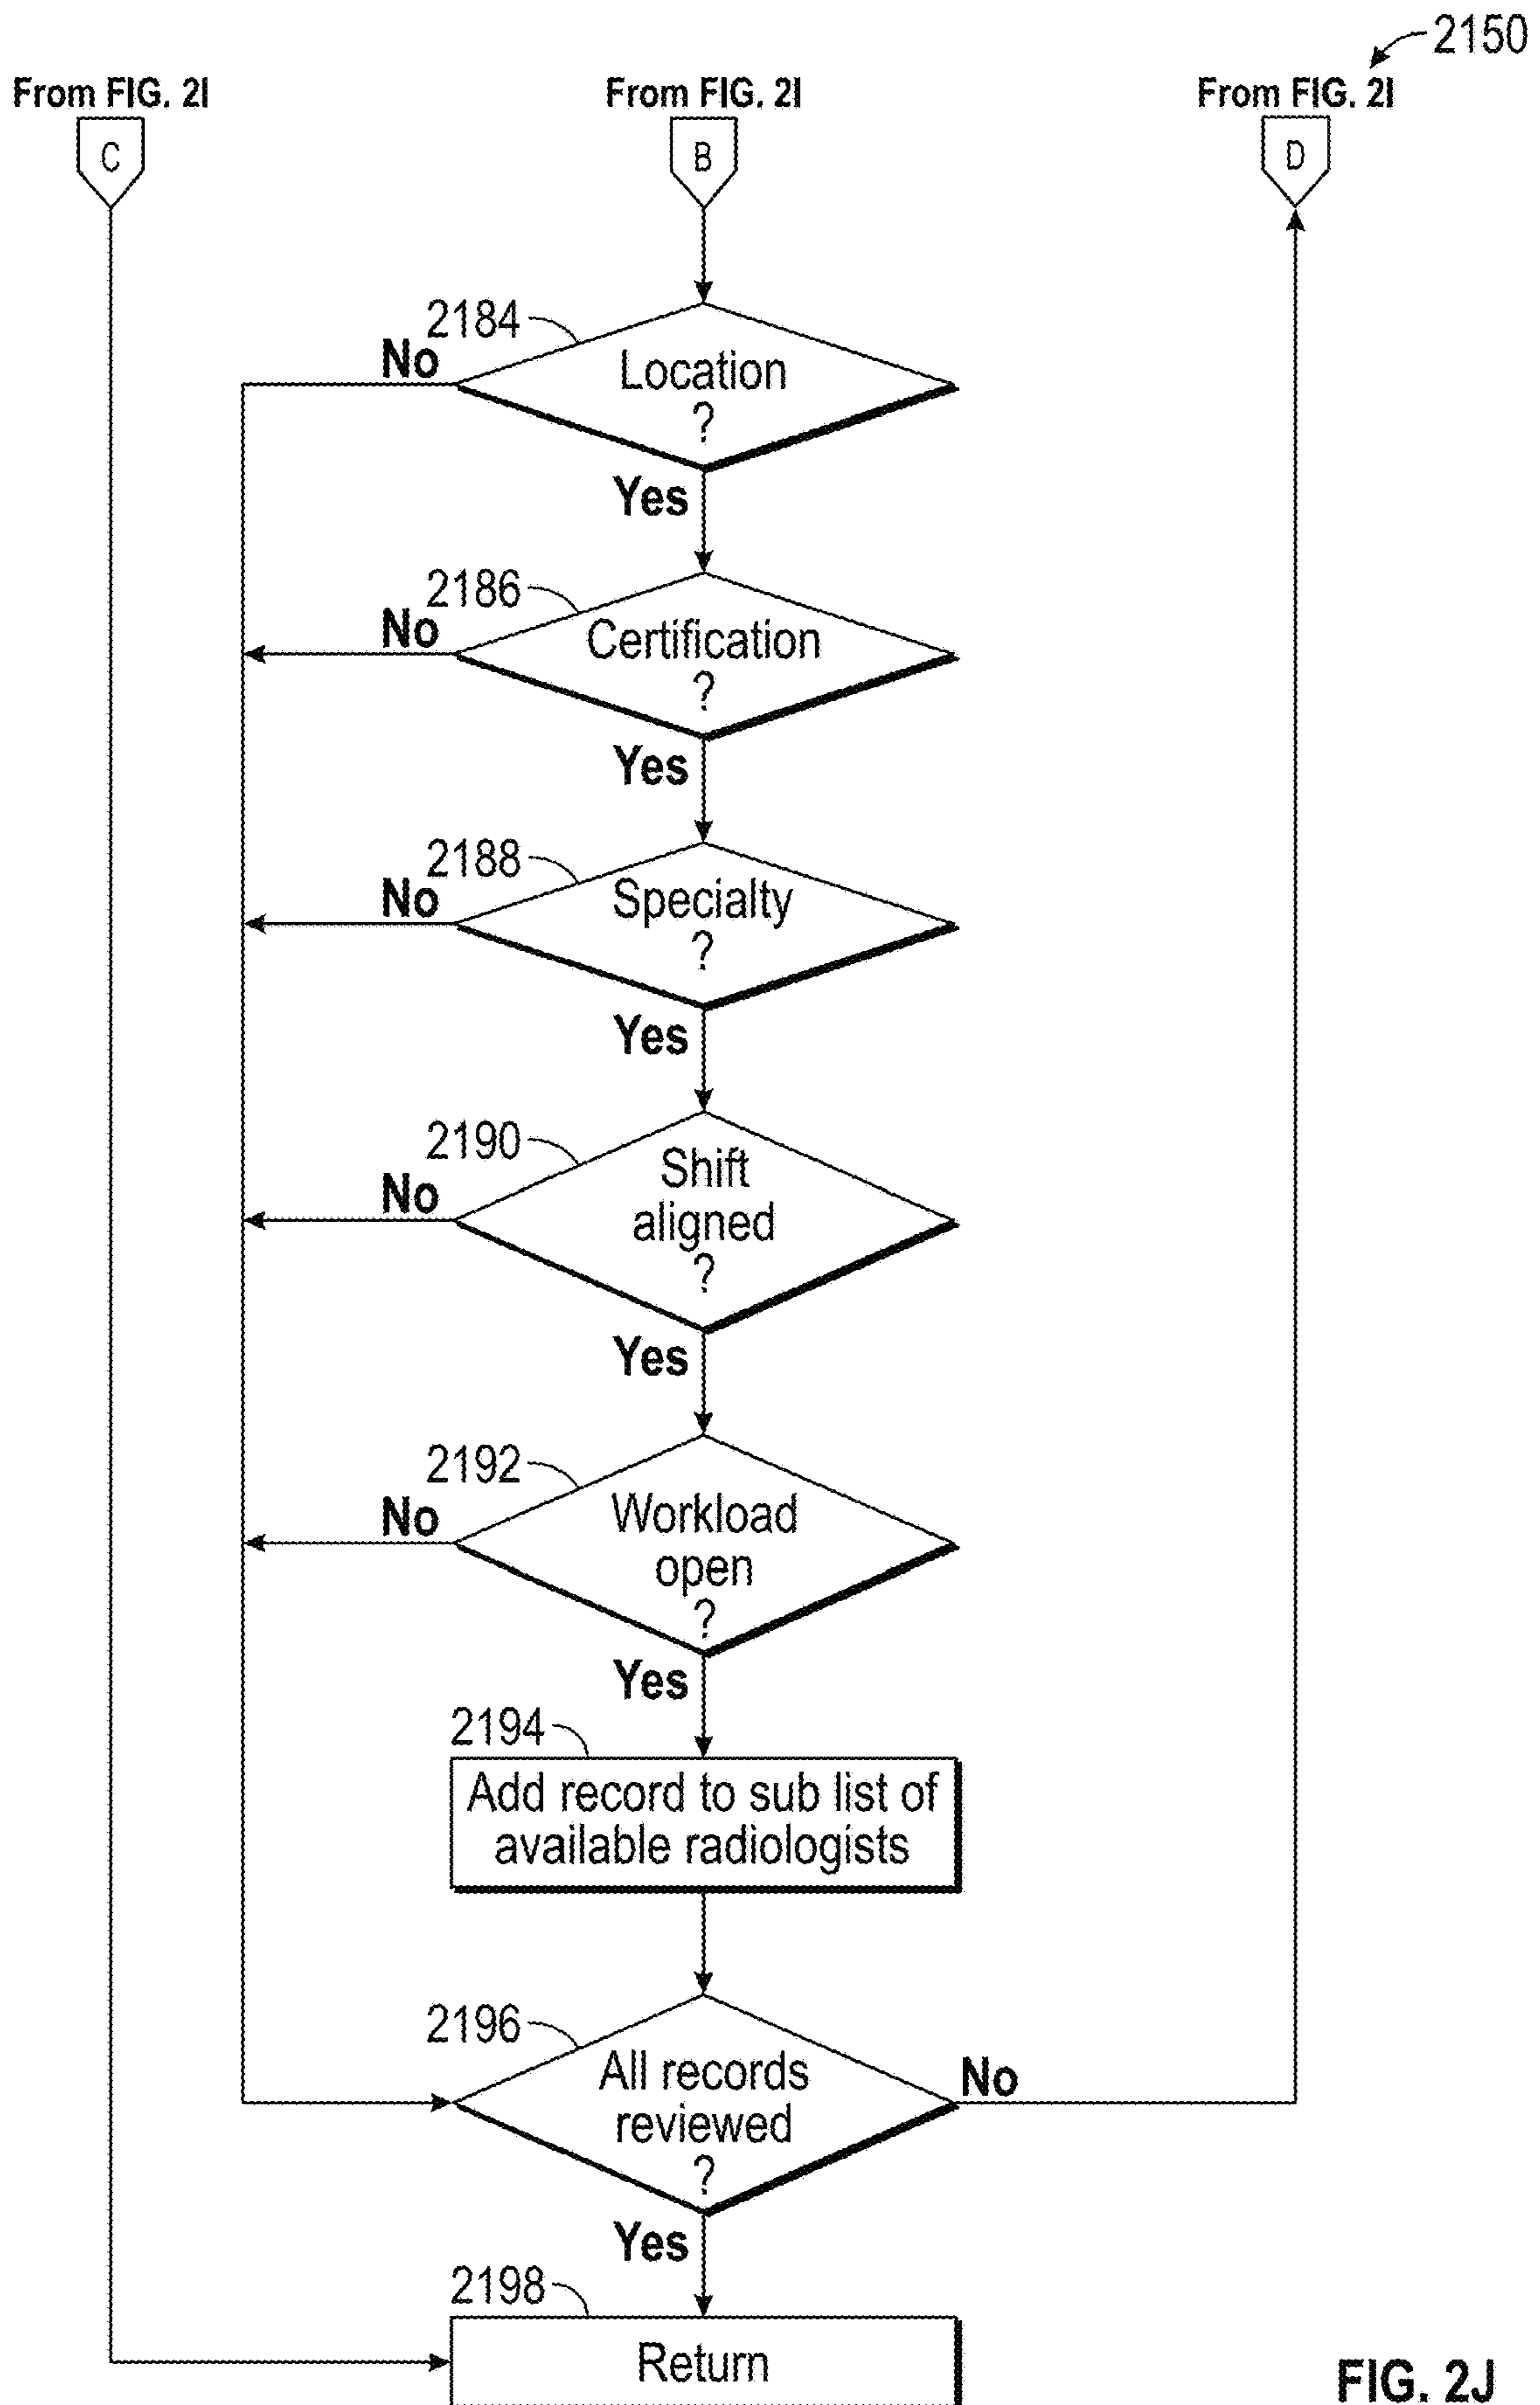 2150
From FIG. 2I
From FIG. 2I
From FIG. 2I
C
B
D
2184
No
Location
?
Yes
2186
No
Certification
?
Yes
2188
No
Specialty
?
Yes
2190
No
Shift
aligned
?
Yes
2192
No
Workload
open
?
Yes
2194
Add record to sub list of
available radiologists
2196
All records
reviewed
?
No
Yes
2198
Return
FIG. 2J